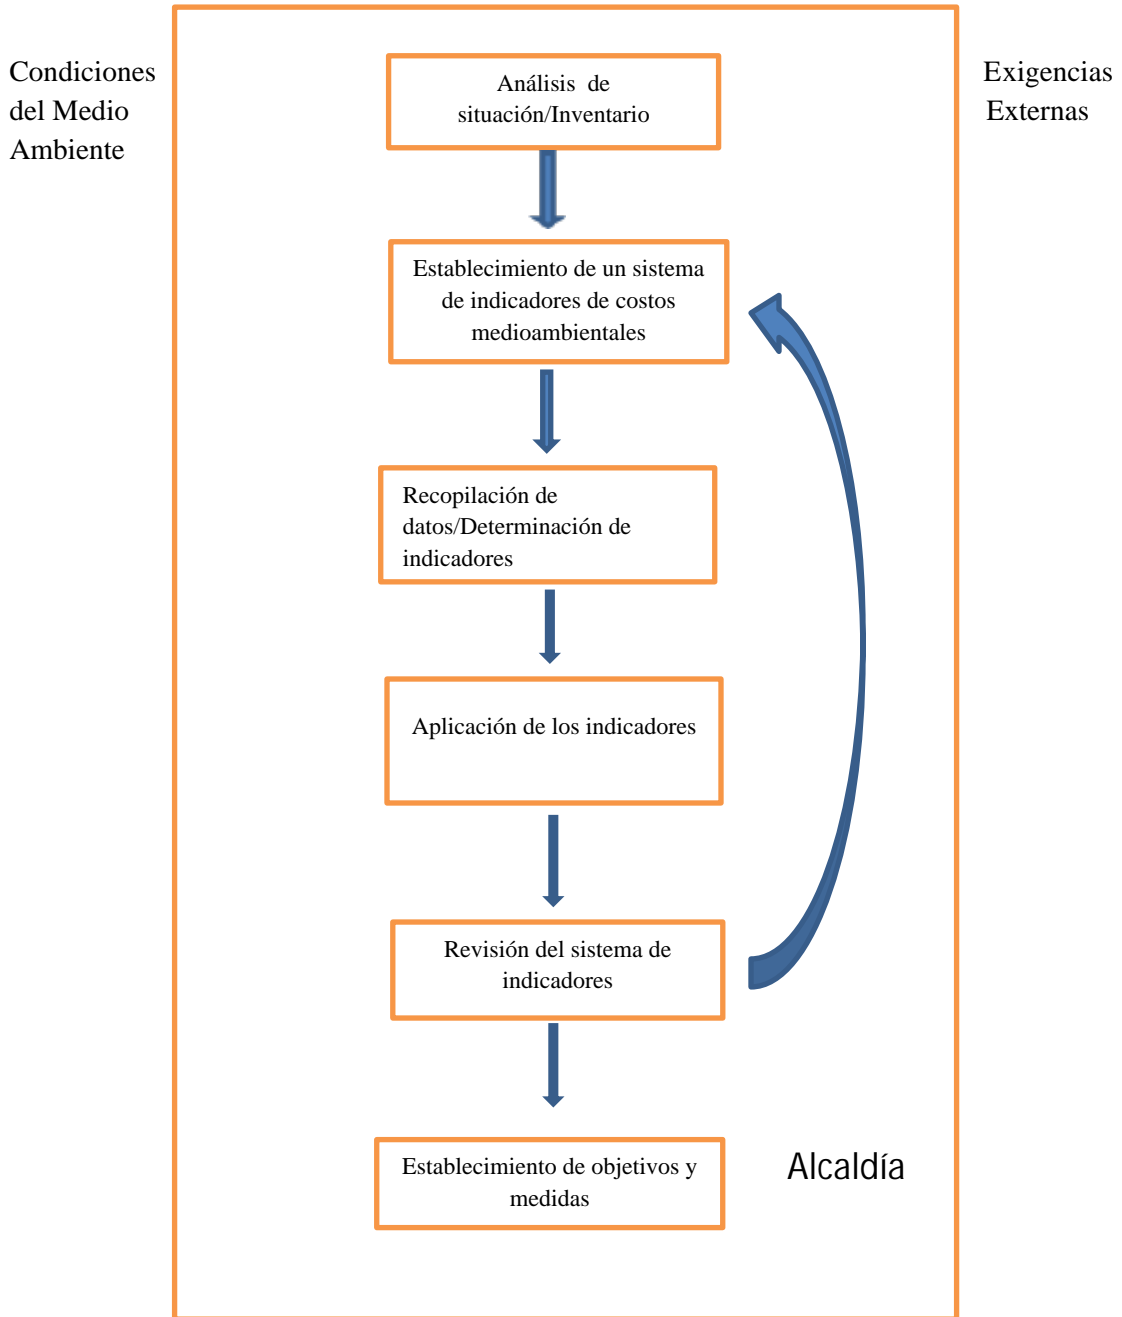 Condiciones
del Medio
Ambiente
Exigencias
Externas
Análisis de
situación/Inventario
Establecimiento de un sistema
de indicadores de costos
medioambientales
Recopilación de
datos/Determinación de
indicadores
Aplicación de los indicadores
Revisión del sistema de
indicadores
Establecimiento de objetivos y
medidas
Alcaldía